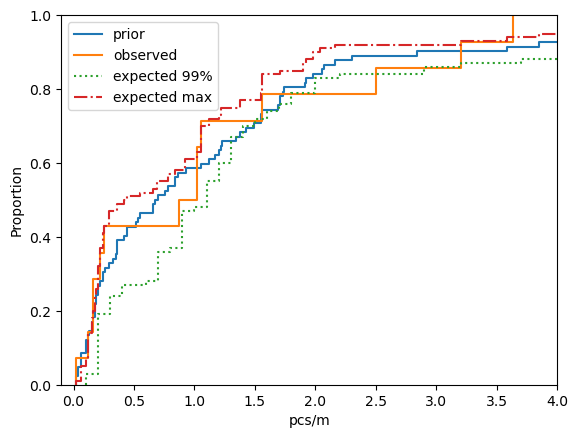 1.0
0.8
0.6
0.4
0.2
0.0
Proportion
prior
observed
expected 99%
expected max
0.0 0.5 1.0 1.5 2.0 2.5 3.0 3.5 4.0
pcs/m